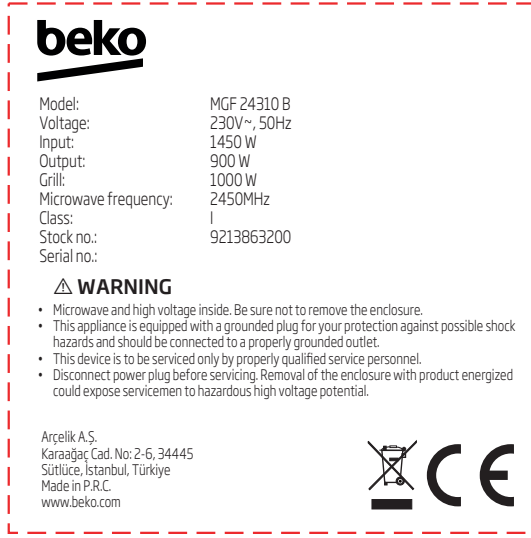 beko
Model: MGF 24310 B
Voltage: 230V~, 50Hz
Input: 1450 W
Output: 900 W
Grill: 1000 W
Microwave frequency: 2450MHz
Class: I
Stock no.: 9213863200
Serial no.:
⚠ WARNING
• Microwave and high voltage inside. Be sure not to remove the enclosure.
• This appliance is equipped with a grounded plug for your protection against possible shock
hazards and should be connected to a properly grounded outlet.
• This device is to be serviced only by properly qualified service personnel.
• Disconnect power plug before servicing. Removal of the enclosure with product energized
could expose servicemen to hazardous high voltage potential.
Arçelik A.Ş.
Karaağaç Cad. No: 2-6, 34445
Sütlüce, İstanbul, Türkiye
Made in P.R.C.
www.beko.com
CE